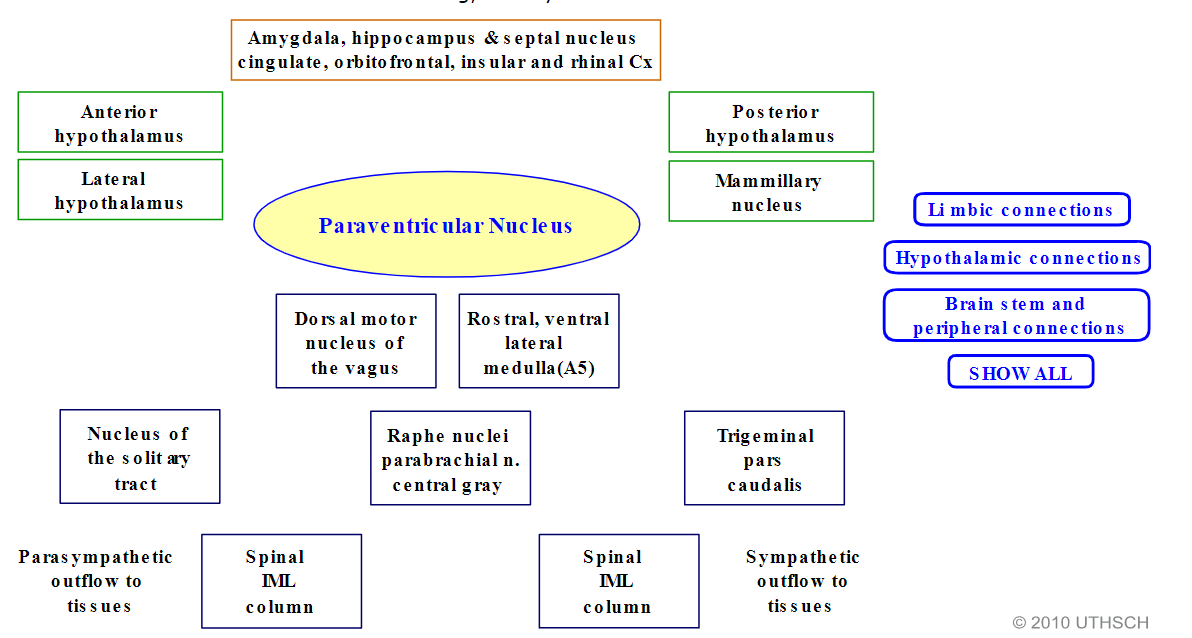 Amygdala, hippocampus & septal nucleus
cingulate, orbitofrontal, insular and rhinal Cx
Anterior
hypothalamus
Posterior
hypothalamus
Lateral
hypothalamus
Mammillary
nucleus
Paraventricular Nucleus
Limbic connections
Hypothalamic connections
Brain stem and
peripheral connections
SHOW ALL
Dorsal motor
nucleus of
the vagus
Rostral, ventral
lateral
medulla(A5)
Nucleus of
the solitary
tract
Raphe nuclei
parabrachial n.
central gray
Trigeminal
pars
caudalis
Parasympathetic
outflow to
tissues
Spinal
IML
column
Spinal
IML
column
Sympathetic
outflow to
tissues
© 2010 UTHSCH